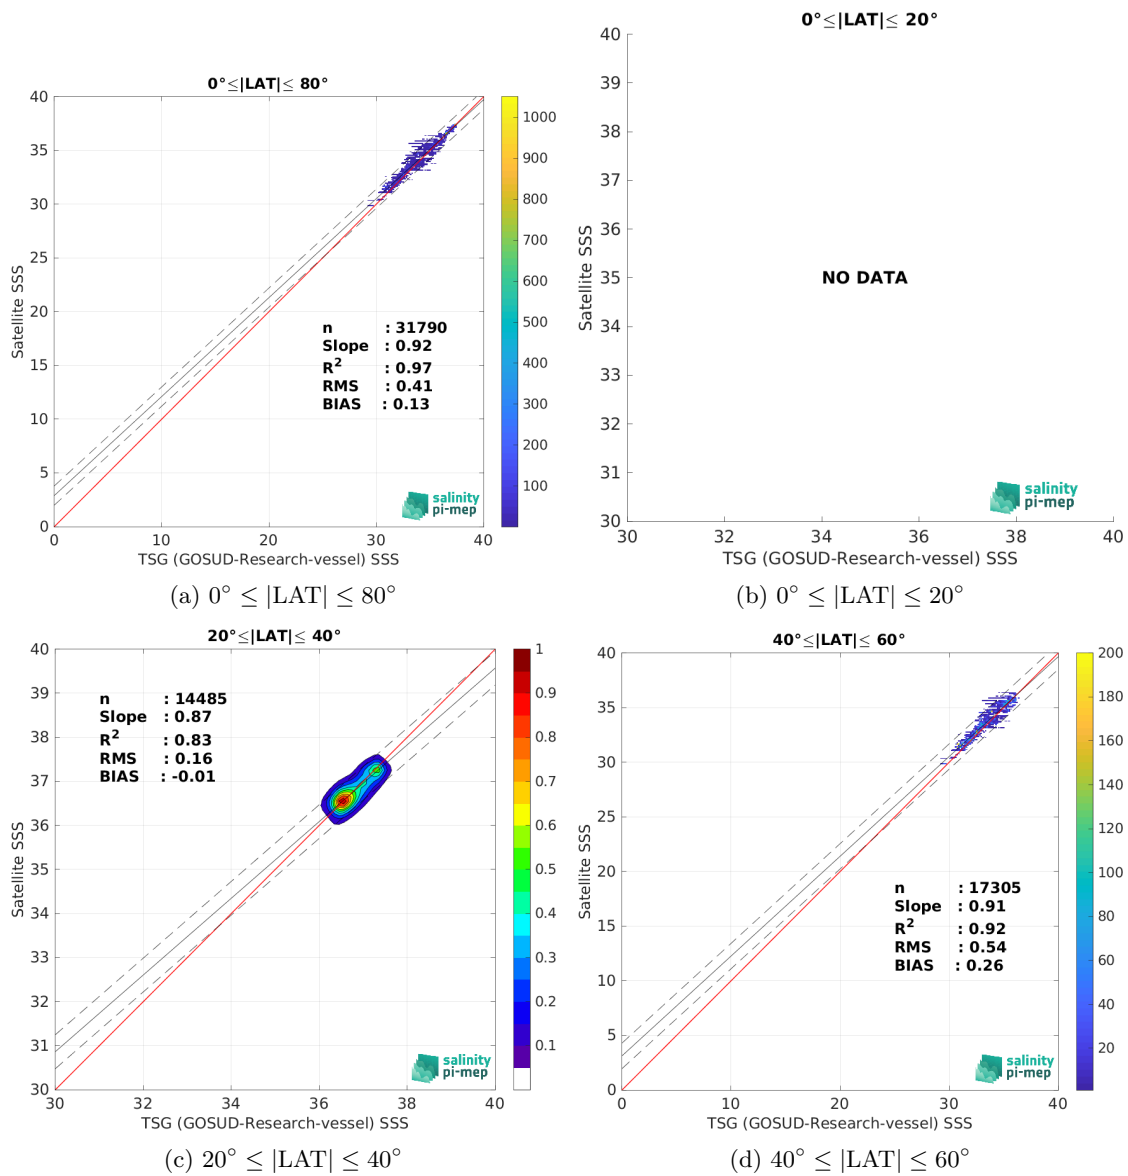 0°≤|LAT|≤ 80°
40
35
30
25
20
15
10
5
0
0
10
20
30
40
Satellite SSS
TSG (GOSUD-Research-vessel) SSS
n : 31790
Slope : 0.92
R² : 0.97
RMS : 0.41
BIAS : 0.13
salinity
pi-mep
1000
900
800
700
600
500
400
300
200
100
(a) 0° ≤ |LAT| ≤ 80°
0°≤|LAT|≤ 20°
40
39
38
37
36
35
34
33
32
31
30
30
32
34
36
38
40
Satellite SSS
TSG (GOSUD-Research-vessel) SSS
NO DATA
salinity
pi-mep
(b) 0° ≤ |LAT| ≤ 20°
20°≤|LAT|≤ 40°
40
39
38
37
36
35
34
33
32
31
30
30
32
34
36
38
40
Satellite SSS
TSG (GOSUD-Research-vessel) SSS
n : 14485
Slope : 0.87
R² : 0.83
RMS : 0.16
BIAS : -0.01
salinity
pi-mep
1
0.9
0.8
0.7
0.6
0.5
0.4
0.3
0.2
0.1
(c) 20° ≤ |LAT| ≤ 40°
40°≤|LAT|≤ 60°
40
35
30
25
20
15
10
5
0
0
10
20
30
40
Satellite SSS
TSG (GOSUD-Research-vessel) SSS
n : 17305
Slope : 0.91
R² : 0.92
RMS : 0.54
BIAS : 0.26
salinity
pi-mep
200
180
160
140
120
100
80
60
40
20
(d) 40° ≤ |LAT| ≤ 60°